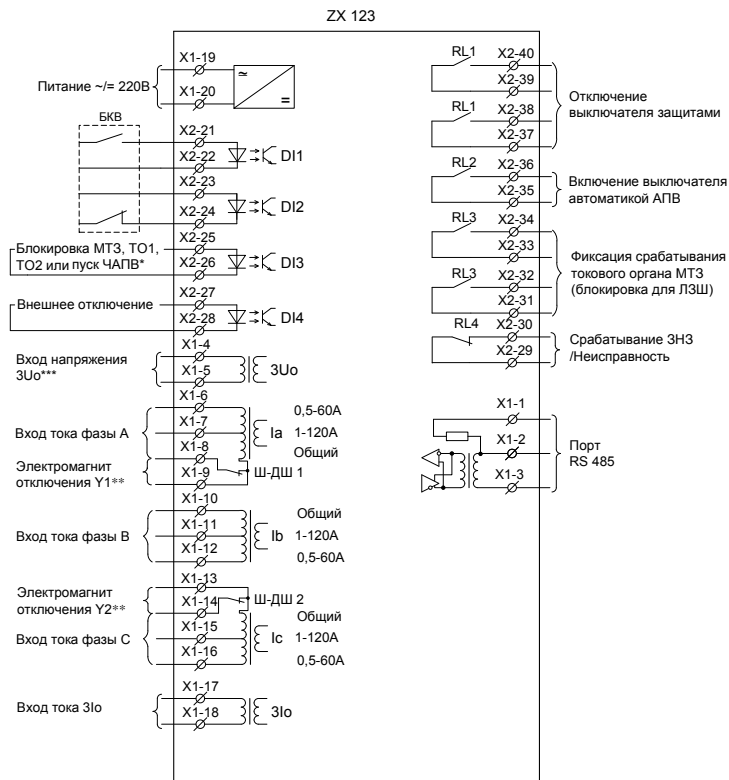 ZX 123
X1-19
Питание ~/= 220В
X1-20
БКВ
X2-21
X2-22
DI1
X2-23
X2-24
DI2
X2-25
Блокировка МТЗ, ТО1,
ТО2 или пуск ЧАПВ*
X2-26
DI3
X2-27
Внешнее отключение
X2-28
DI4
X1-4
Вход напряжения
3Uo***
X1-5
3Uo
X1-6
0,5-60А
X1-7
Вход тока фазы А
Ia
1-120А
X1-8
Общий
Электромагнит
отключения Y1**
X1-9
Ш-ДШ 1
X1-10
Общий
X1-11
Вход тока фазы В
Ib
1-120А
X1-12
0,5-60А
X1-13
Электромагнит
отключения Y2**
X1-14
Ш-ДШ 2
Общий
X1-15
Вход тока фазы С
Ic
1-120А
X1-16
0,5-60А
X1-17
Вход тока 3Io
X1-18
3Io
RL1
X2-40
X2-39
RL1
X2-38
X2-37
Отключение
выключателя защитами
RL2
X2-36
X2-35
Включение выключателя
автоматикой АПВ
RL3
X2-34
X2-33
RL3
X2-32
X2-31
Фиксация срабатывания
токового органа МТЗ
(блокировка для ЛЗШ)
RL4
X2-30
X2-29
Срабатывание ЗНЗ
/Неисправность
X1-1
X1-2
X1-3
Порт
RS 485